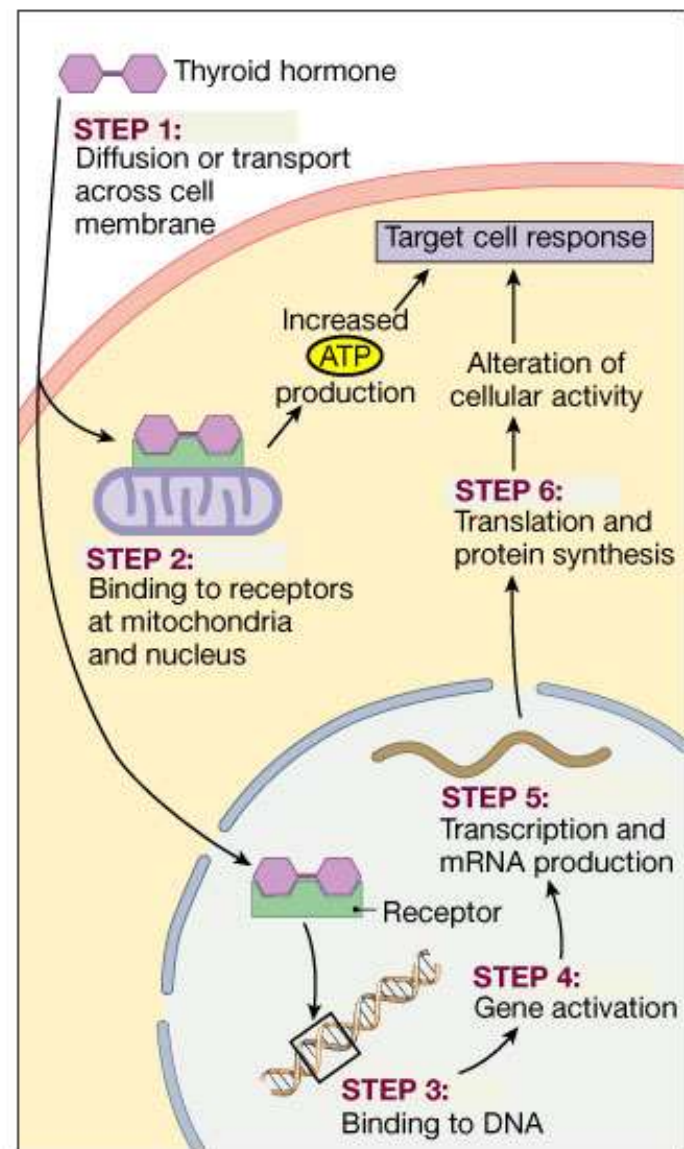 Thyroid hormone
STEP 1:
Diffusion or transport
across cell
membrane
Target cell response
Increased
ATP
production
Alteration of
cellular activity
STEP 2:
Binding to receptors
at mitochondria
and nucleus
STEP 6:
Translation and
protein synthesis
STEP 5:
Transcription and
mRNA production
Receptor
STEP 4:
Gene activation
STEP 3:
Binding to DNA